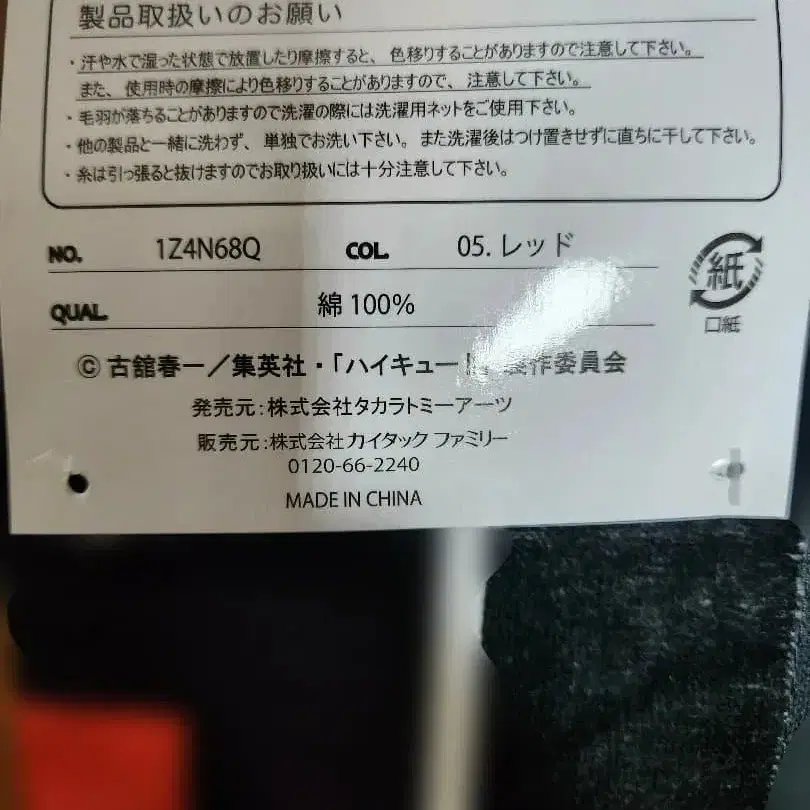 製品取扱いのお願い
・汗や水で湿った状態で放置したり摩擦すると、色移りすることがありますので注意して下さい。
また、使用時の摩擦により色移りすることがありますので、注意して下さい。
・毛羽が落ちることがありますので洗濯の際には洗濯用ネットをご使用下さい。
・他の製品と一緒に洗わず、単独でお洗い下さい。また洗濯後はつけ置きせずに直ちに干して下さい。
・糸は引っ張ると抜けますのでお取り扱いには十分注意して下さい。
NO. 1Z4N68Q COL. 05. レッド
紙
口紙
QUAL. 綿 100%
© 古舘春一／集英社・「ハイキュー 作委員会
発売元：株式会社タカラトミーアーツ
販売元：株式会社カイタック ファミリー
0120-66-2240
MADE IN CHINA